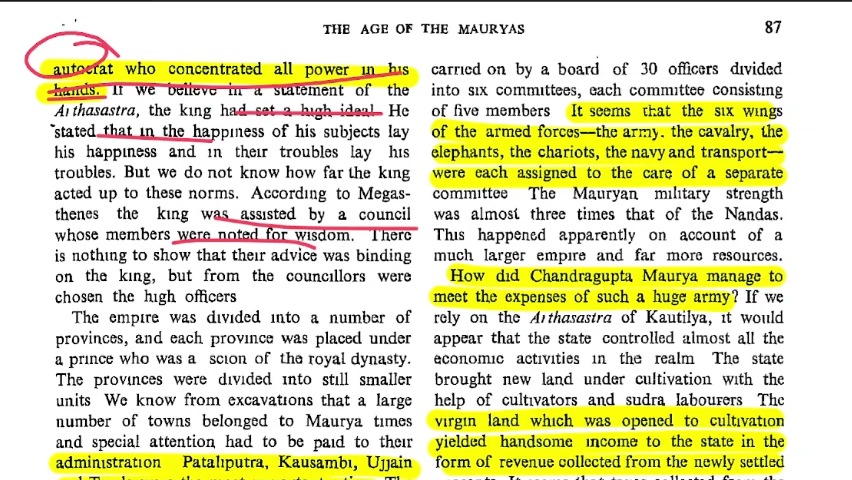 THE AGE OF THE MAURYAS
87
autocrat who concentrated all power in his
hands. If we believe in a statement of the
Arthasastra, the king had set a high ideal. He
stated that in the happiness of his subjects lay
his happiness and in their troubles lay his
troubles. But we do not know how far the king
acted up to these norms. According to Megas-
thenes the king was assisted by a council
whose members were noted for wisdom. There
is nothing to show that their advice was binding
on the king, but from the councillors were
chosen the high officers
The empire was divided into a number of
provinces, and each province was placed under
a prince who was a scion of the royal dynasty.
The provinces were divided into still smaller
units We know from excavations that a large
number of towns belonged to Maurya times
and special attention had to be paid to their
administration Pataliputra, Kausambi, Ujjain
carried on by a board of 30 officers divided
into six committees, each committee consisting
of five members It seems that the six wings
of the armed forces—the army. the cavalry, the
elephants, the chariots, the navy and transport—
were each assigned to the care of a separate
committee The Mauryan military strength
was almost three times that of the Nandas.
This happened apparently on account of a
much larger empire and far more resources.
How did Chandragupta Maurya manage to
meet the expenses of such a huge army? If we
rely on the Arthasastra of Kautilya, it would
appear that the state controlled almost all the
economic activities in the realm The state
brought new land under cultivation with the
help of cultivators and sudra labourers The
virgin land which was opened to cultivation
yielded handsome income to the state in the
form of revenue collected from the newly settled